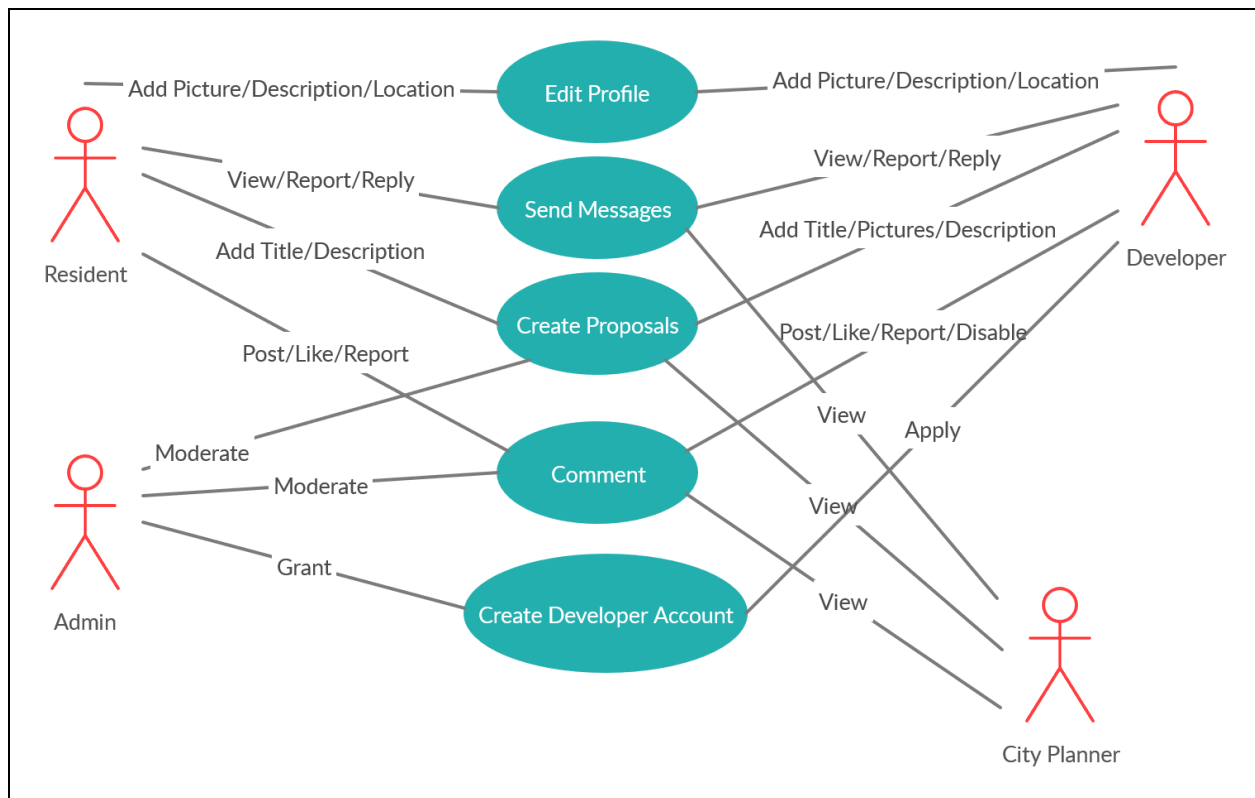 Add Picture/Description/Location
Edit Profile
Add Picture/Description/Location
View/Report/Reply
Send Messages
View/Report/Reply
Resident
Add Title/Description
Create Proposals
Add Title/Pictures/Description
Developer
Post/Like/Report
Post/Like/Report/Disable
View
Apply
Moderate
Comment
Moderate
View
Grant
Create Developer Account
View
Admin
City Planner